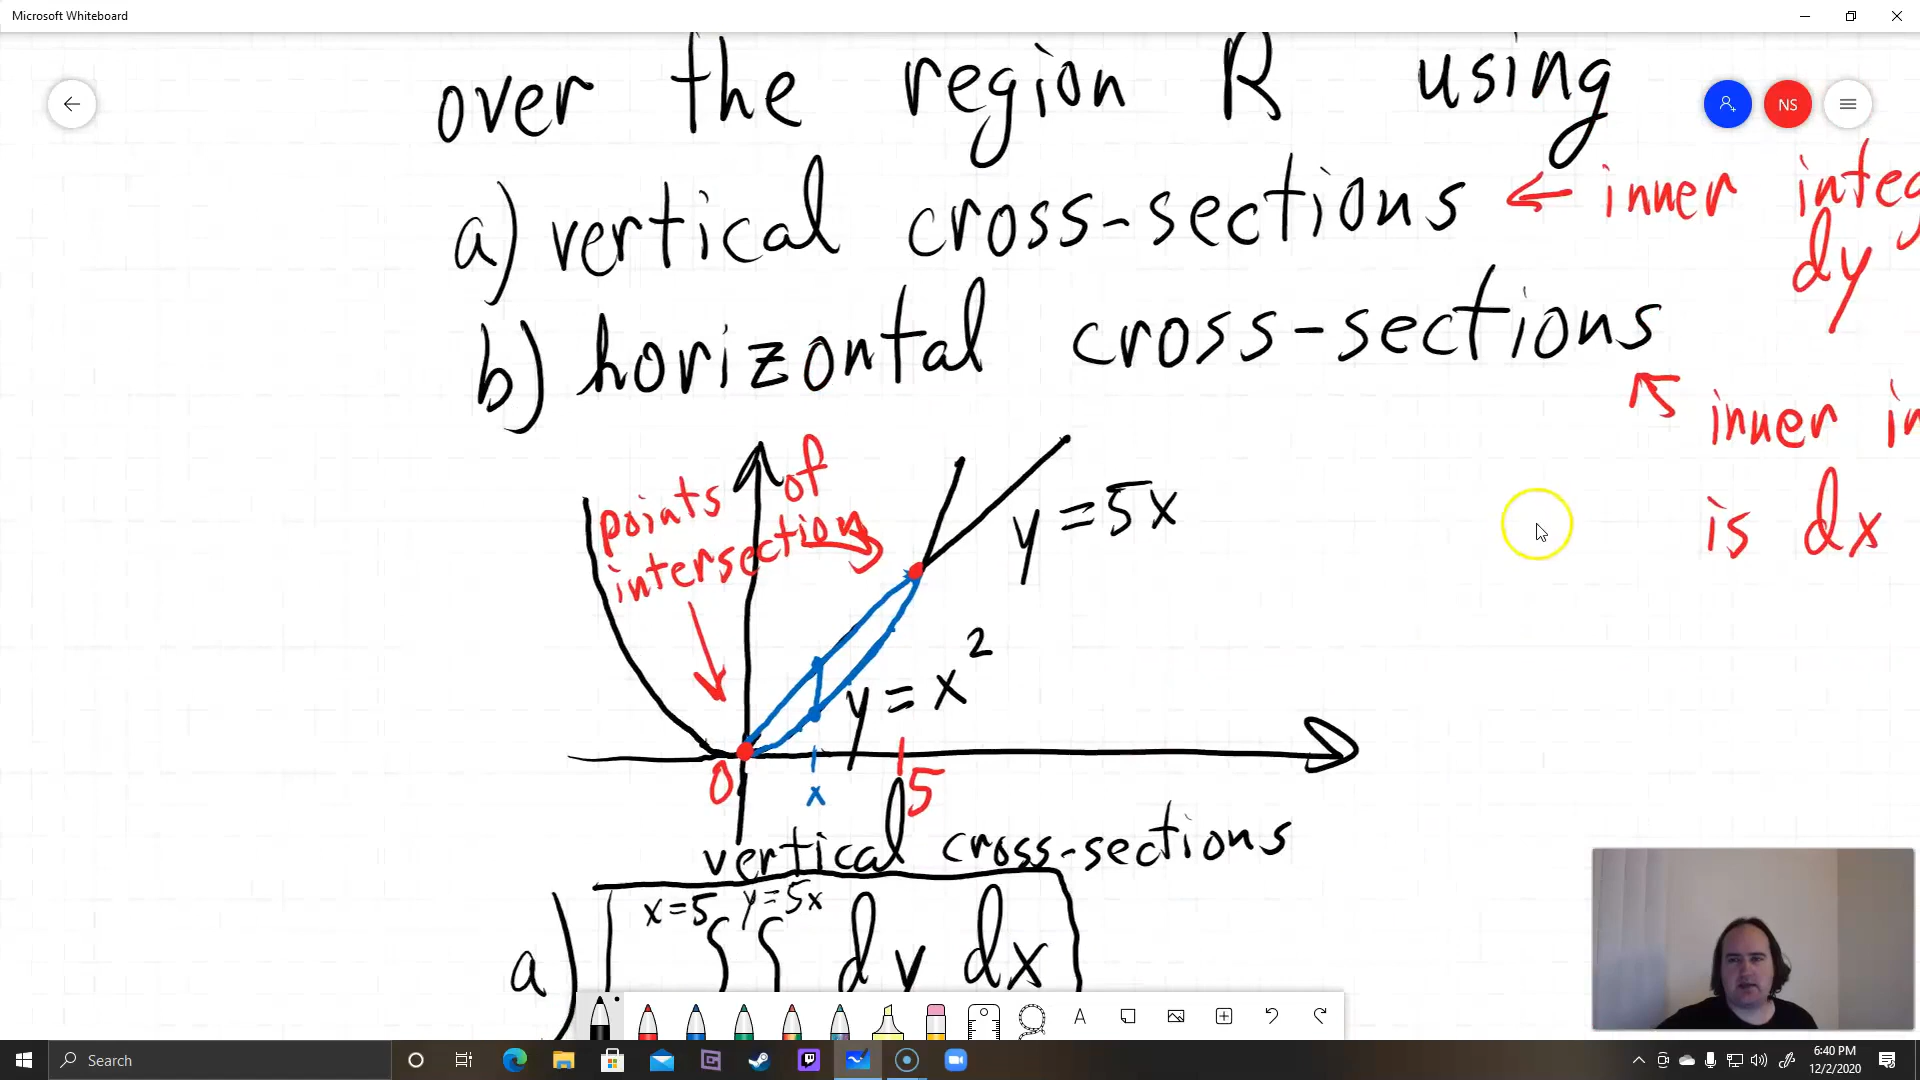 Microsoft Whiteboard
over the region R using
NS
a) vertical cross-sections ← inner integ
dy
b) horizontal cross-sections
↖ inner in
is dx
points of
intersection
y = 5x
y = x²
0
x
5
vertical cross-sections
x=5 y=5x
a) ∫∫ dy dx
A
Search
6:40 PM
12/2/2020